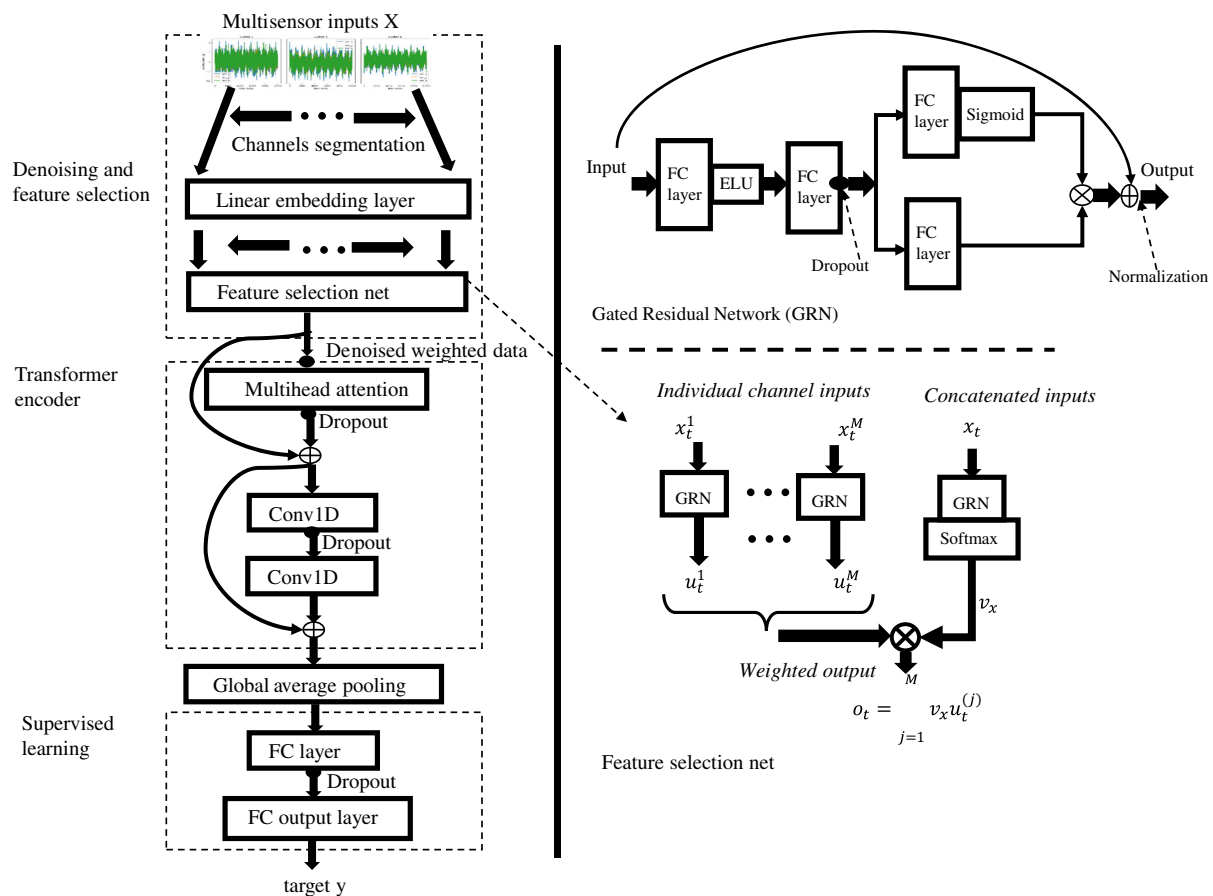 Multisensor inputs X
Channels segmentation
Denoising and
feature selection
Linear embedding layer
Feature selection net
Denoised weighted data
Transformer
encoder
Multihead attention
Dropout
Conv1D
Dropout
Conv1D
Global average pooling
Supervised
learning
FC layer
Dropout
FC output layer
target y
Input
FC
layer
ELU
FC
layer
Dropout
FC
layer
Sigmoid
FC
layer
Output
Normalization
Gated Residual Network (GRN)
Individual channel inputs
Concatenated inputs
x_t^1
x_t^M
x_t
GRN
GRN
GRN
Softmax
u_t^1
u_t^M
v_x
Weighted output
M
o_t = v_x u_t^{(j)}
j=1
Feature selection net